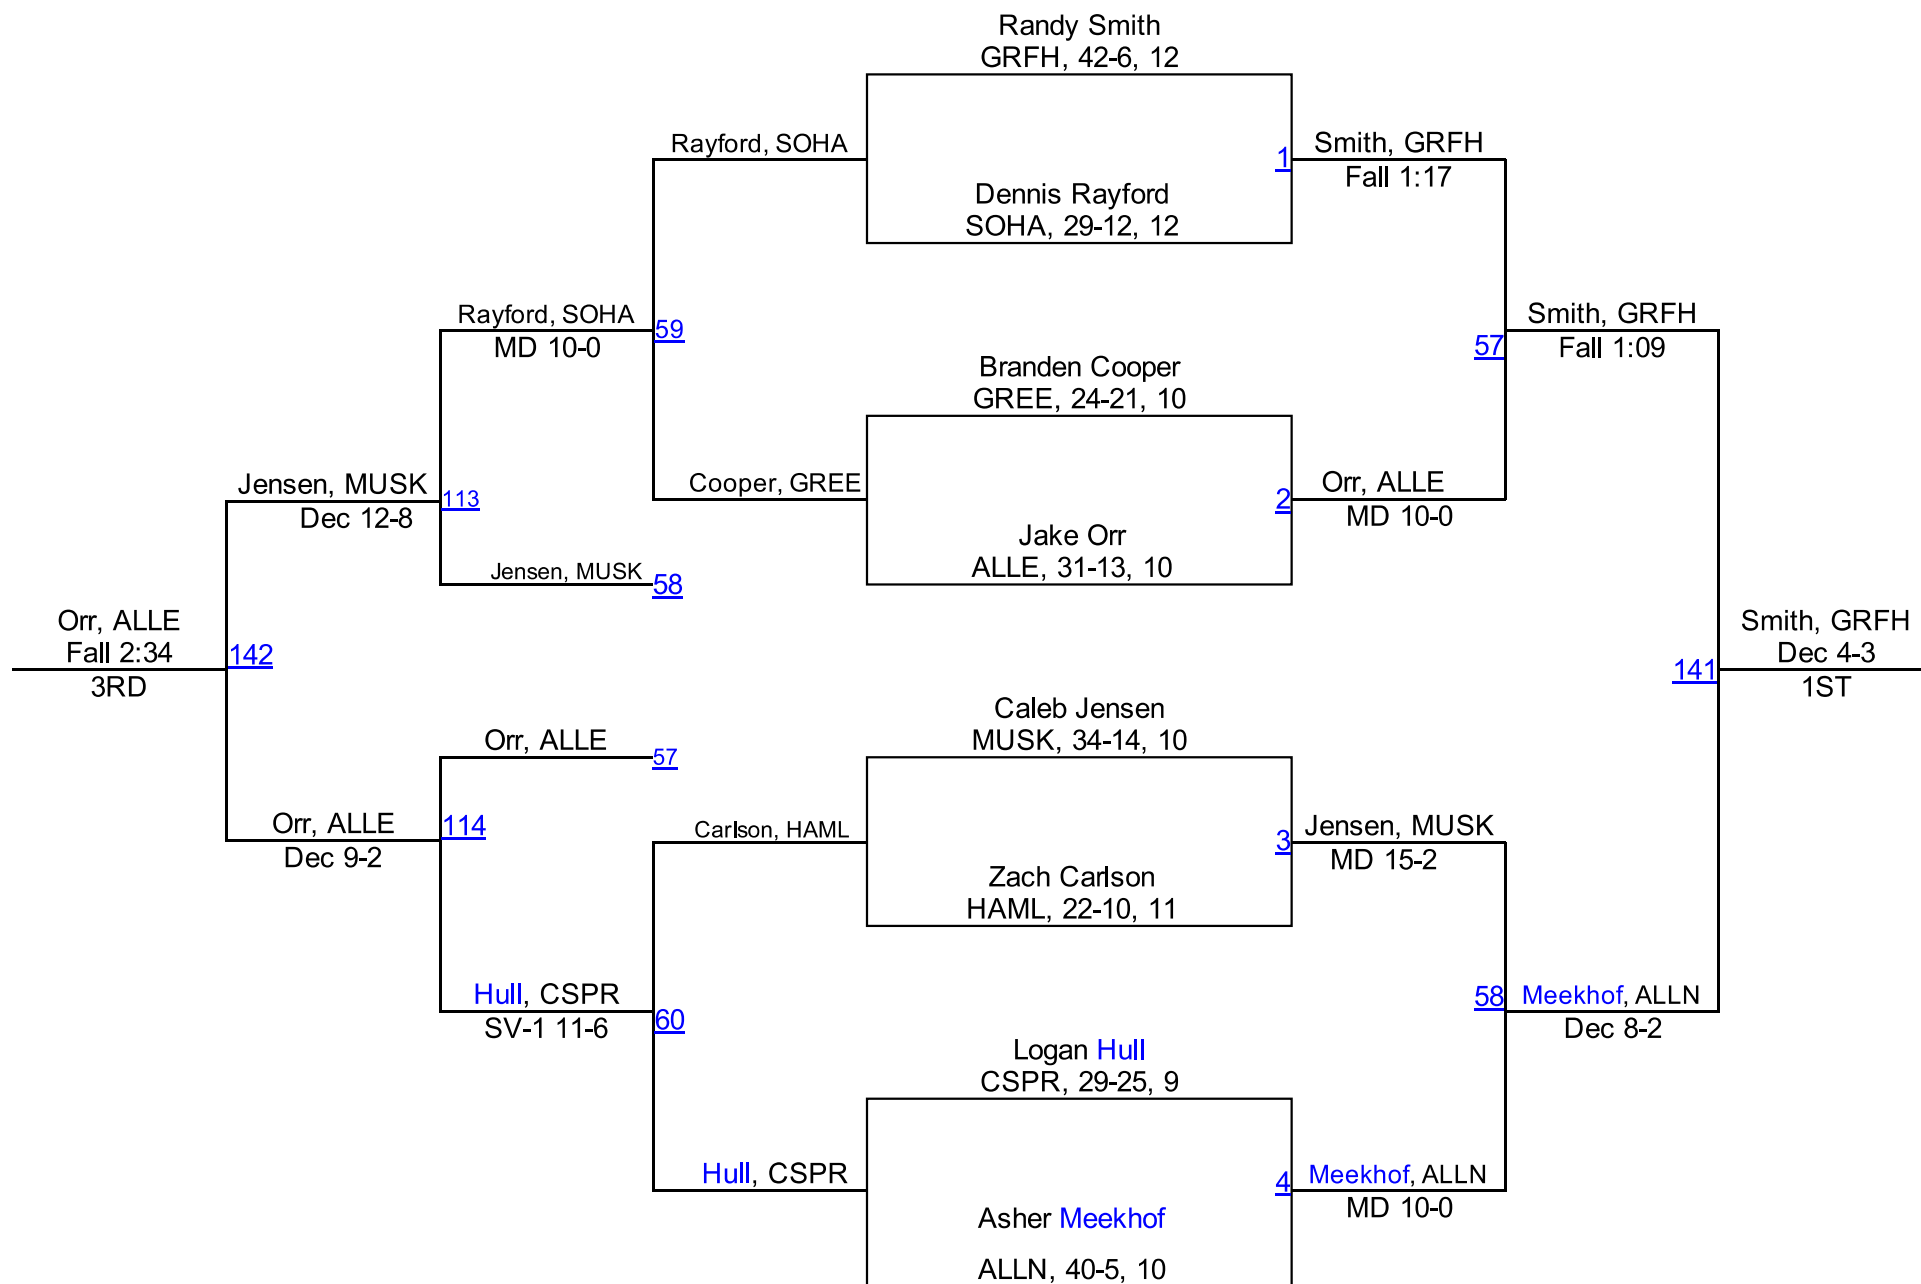 Randy Smith
GRFH, 42-6, 12
Rayford, SOHA
1
Smith, GRFH
Fall 1:17
Dennis Rayford
SOHA, 29-12, 12
Rayford, SOHA
MD 10-0
59
Smith, GRFH
Fall 1:09
57
Branden Cooper
GREE, 24-21, 10
Jensen, MUSK
Dec 12-8
113
Cooper, GREE
2
Orr, ALLE
MD 10-0
Jake Orr
ALLE, 31-13, 10
Jensen, MUSK
58
Orr, ALLE
Fall 2:34
3RD
142
141
Smith, GRFH
Dec 4-3
1ST
Caleb Jensen
MUSK, 34-14, 10
Orr, ALLE
57
Orr, ALLE
Dec 9-2
114
Carlson, HAML
3
Jensen, MUSK
MD 15-2
Zach Carlson
HAML, 22-10, 11
Hull, CSPR
SV-1 11-6
60
58
Meekhof, ALLN
Dec 8-2
Logan Hull
CSPR, 29-25, 9
Hull, CSPR
4
Meekhof, ALLN
MD 10-0
Asher Meekhof
ALLN, 40-5, 10